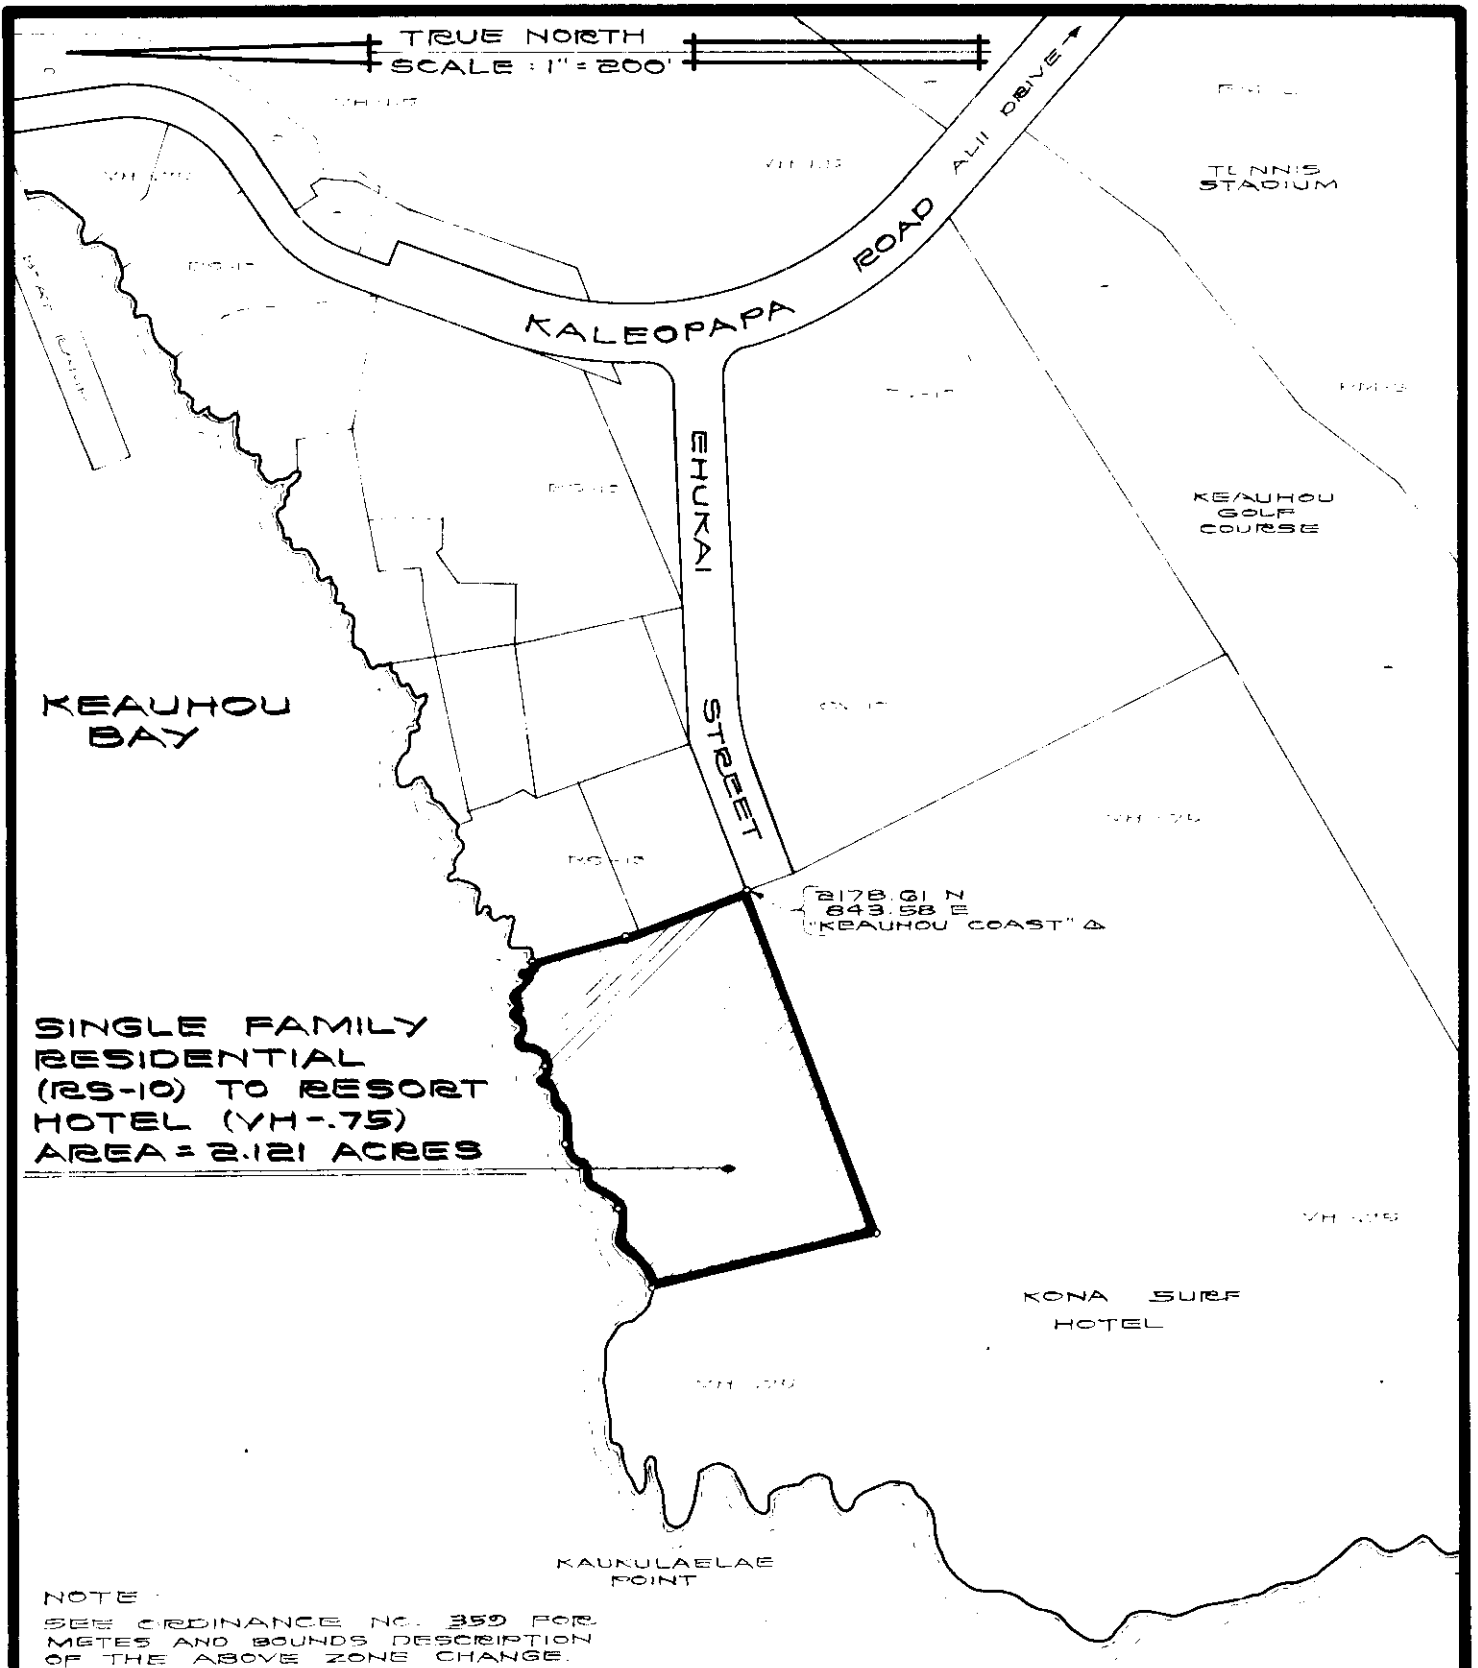 TRUE NORTH
SCALE : 1" = 200'
ALII DRIVE
TENNIS
STADIUM
KALEOPAPA ROAD
EHUKAI STREET
KEAUHOU
GOLF
COURSE
KEAUHOU
BAY
RS-15
2178.61 N
843.58 E
"KEAUHOU COAST" △
SINGLE FAMILY
RESIDENTIAL
(RS-10) TO RESORT
HOTEL (VH-.75)
AREA = 2.121 ACRES
KONA SURF
HOTEL
KAUKULAELAE
POINT
NOTE
SEE ORDINANCE NO. 359 FOR
METES AND BOUNDS DESCRIPTION
OF THE ABOVE ZONE CHANGE.